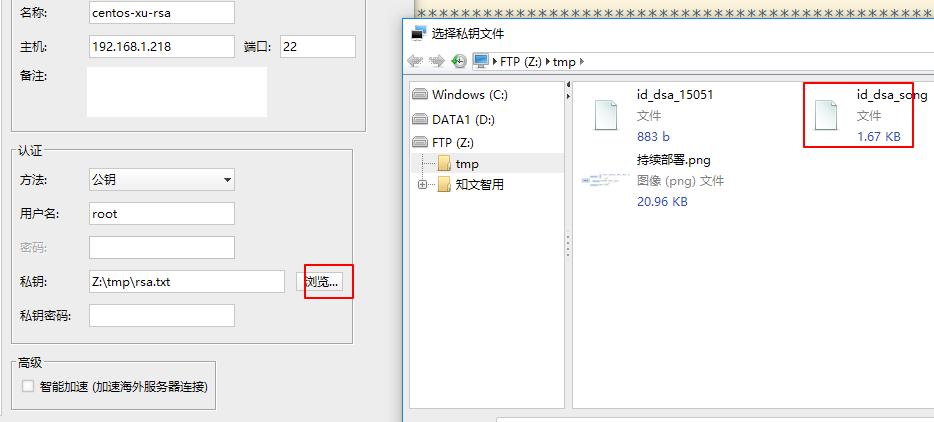 名称: centos-xu-rsa
主机: 192.168.1.218 端口: 22
备注:
认证
方法: 公钥
用户名: root
密码:
私钥: Z:\tmp\rsa.txt 浏览...
私钥密码:
高级
智能加速 (加速海外服务器连接)
************************************************
选择私钥文件
FTP (Z:) tmp
Windows (C:)
DATA1 (D:)
FTP (Z:)
tmp
知文智用
id_dsa_15051
文件
883 b
id_dsa_song
文件
1.67 KB
持续部署.png
图像 (png) 文件
20.96 KB